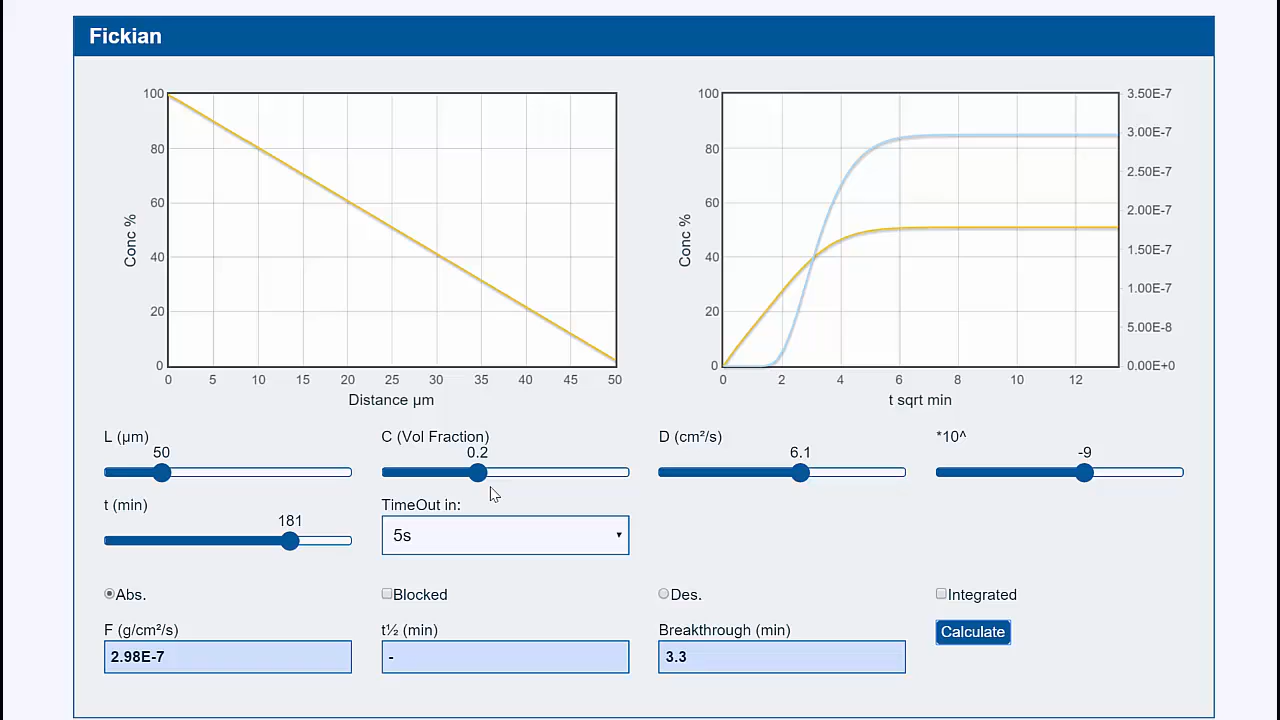 Fickian
100
80
60
40
20
0
Conc %
0 5 10 15 20 25 30 35 40 45 50
Distance µm
100
80
60
40
20
0
Conc %
3.50E-7
3.00E-7
2.50E-7
2.00E-7
1.50E-7
1.00E-7
5.00E-8
0.00E+0
0 2 4 6 8 10 12
t sqrt min
L (µm) C (Vol Fraction) D (cm²/s) *10^
50 0.2 6.1 -9
t (min) TimeOut in:
181
5s
Abs. Blocked Des. Integrated
F (g/cm²/s) t½ (min) Breakthrough (min) Calculate
2.98E-7 - 3.3